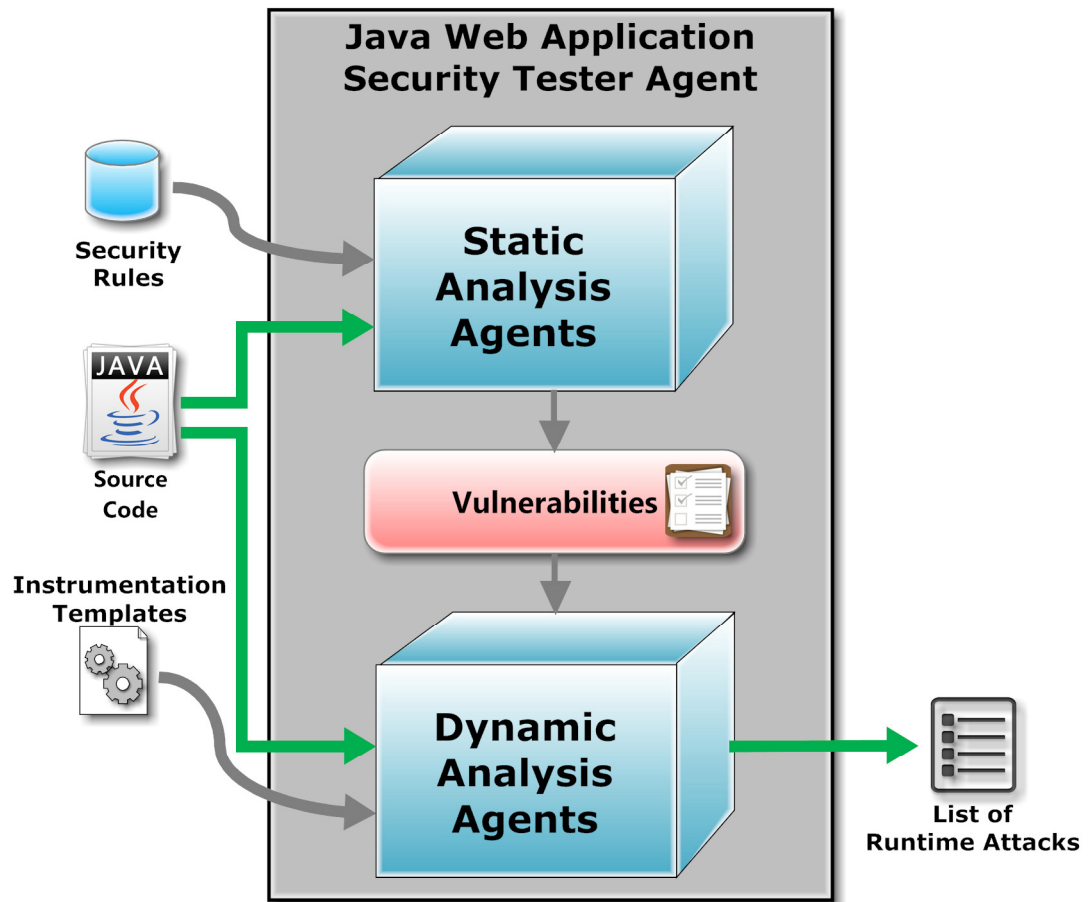 Java Web Application
Security Tester Agent
Security
Rules
Static
Analysis
Agents
JAVA
Source
Code
Vulnerabilities
Instrumentation
Templates
Dynamic
Analysis
Agents
List of
Runtime Attacks